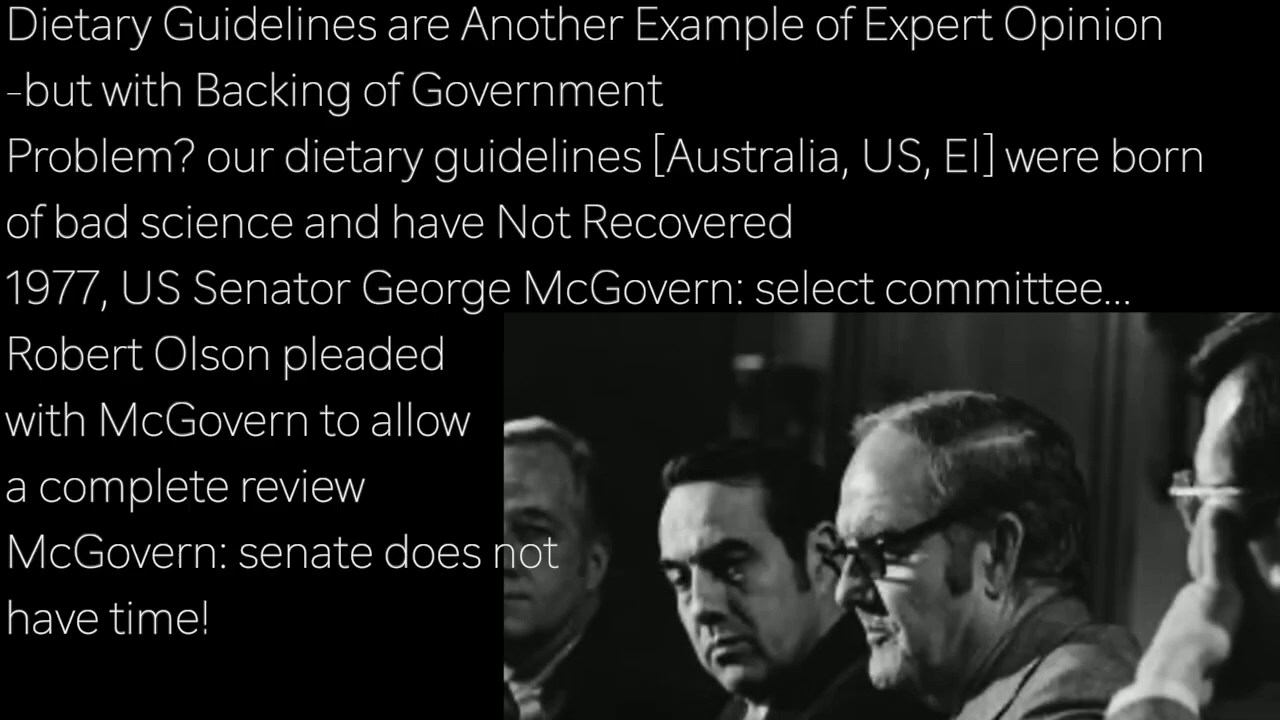 Dietary Guidelines are Another Example of Expert Opinion
-but with Backing of Government
Problem? our dietary guidelines [Australia, US, EI] were born
of bad science and have Not Recovered
1977, US Senator George McGovern: select committee...
Robert Olson pleaded
with McGovern to allow
a complete review
McGovern: senate does not
have time!